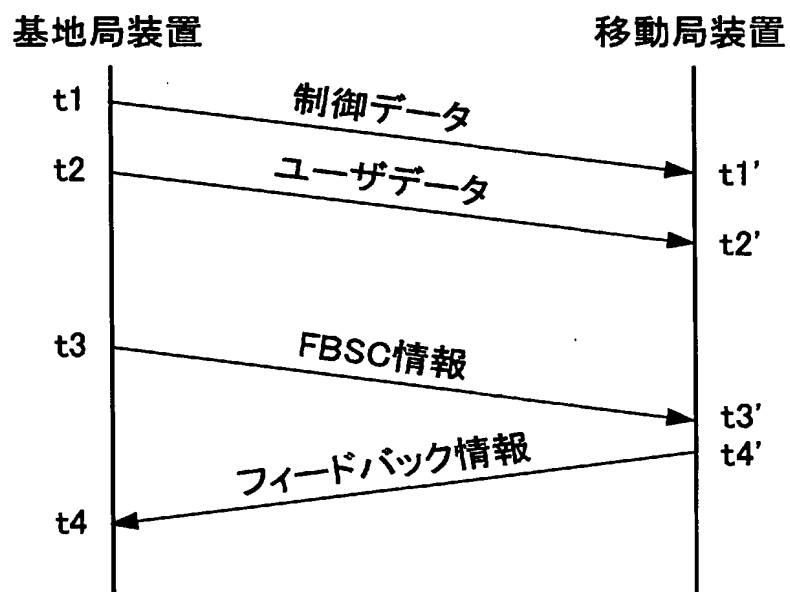 基地局装置
移動局装置
t1
制御データ
t1'
t2
ユーザデータ
t2'
t3
FBSC情報
t3'
t4'
フィードバック情報
t4